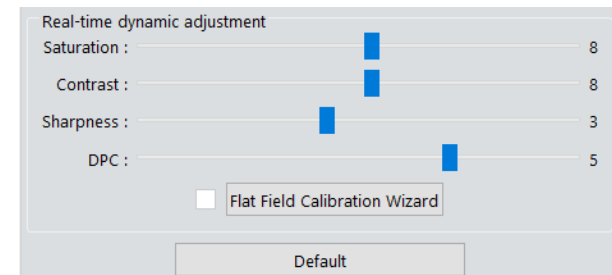 Real-time dynamic adjustment
Saturation : 8
Contrast : 8
Sharpness : 3
DPC : 5
Flat Field Calibration Wizard
Default